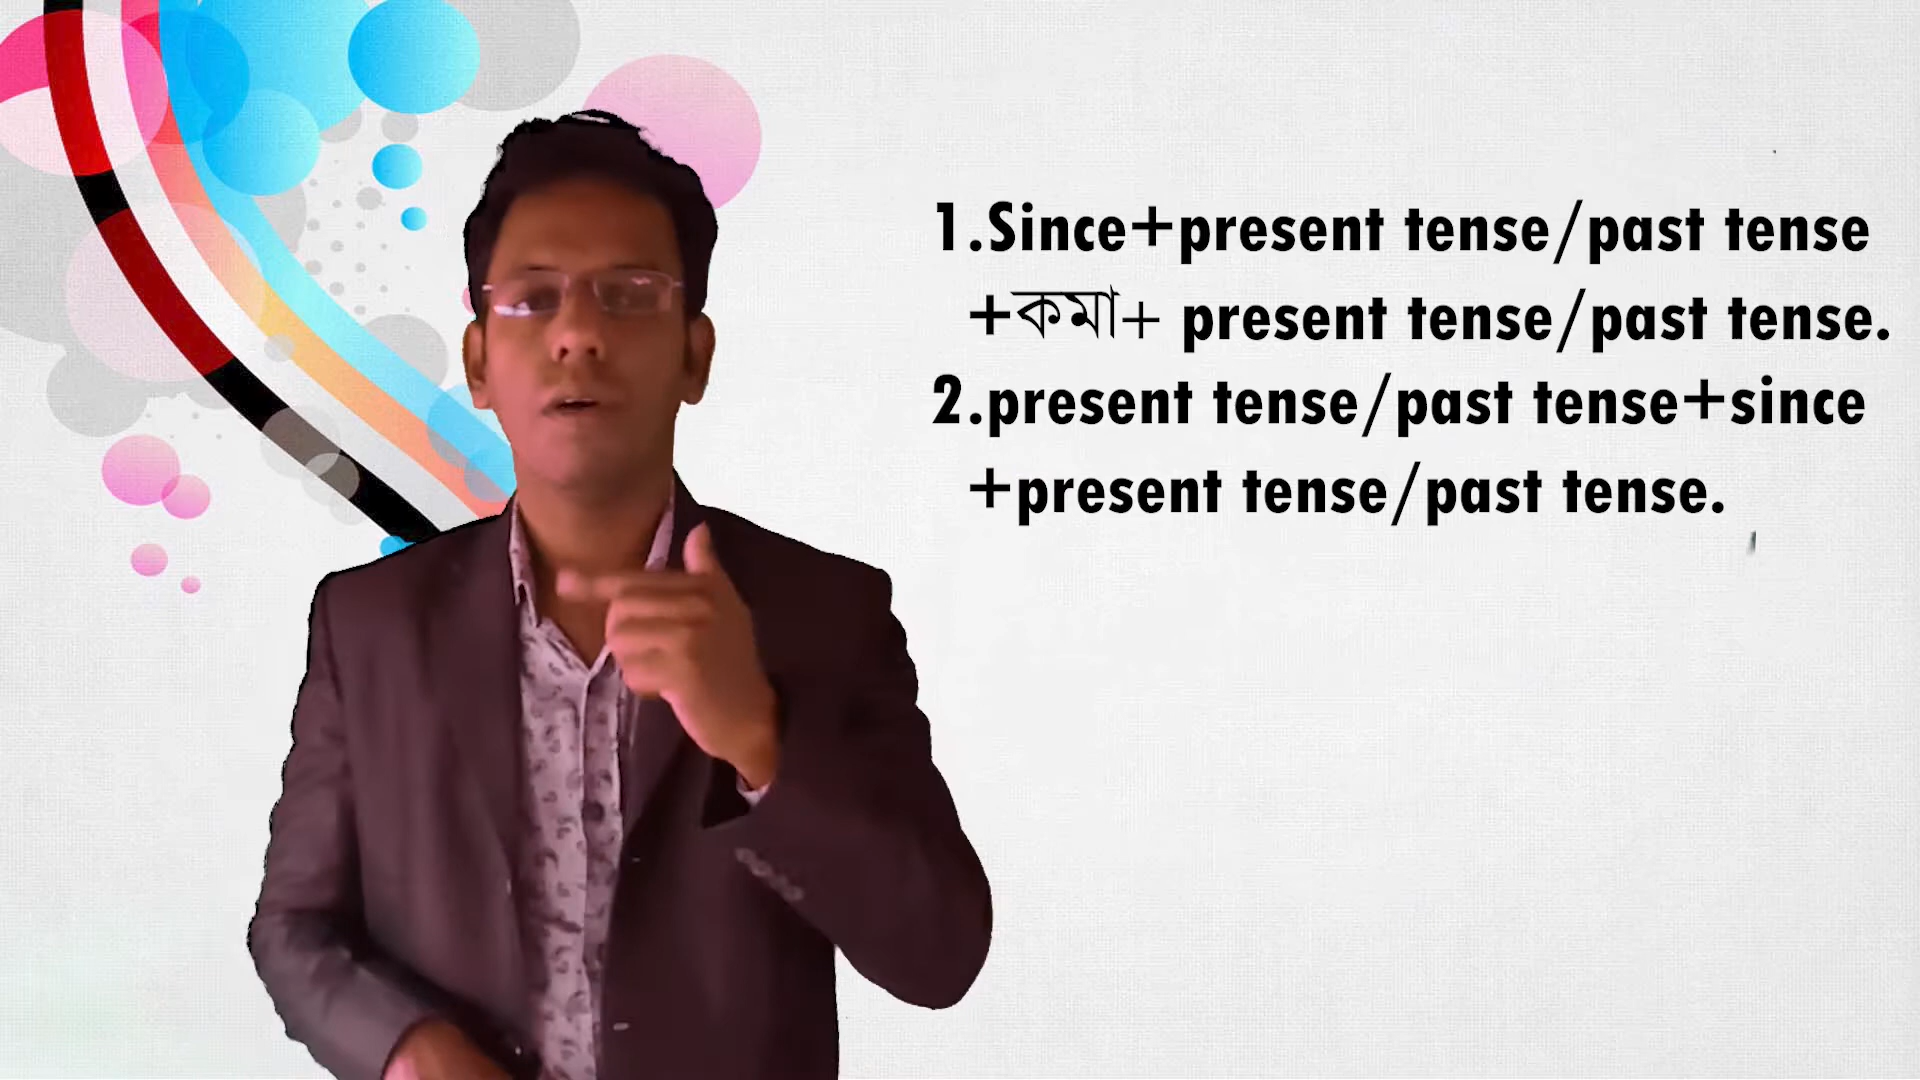 1.Since+present tense/past tense
+কমা+ present tense/past tense.
2.present tense/past tense+since
+present tense/past tense.